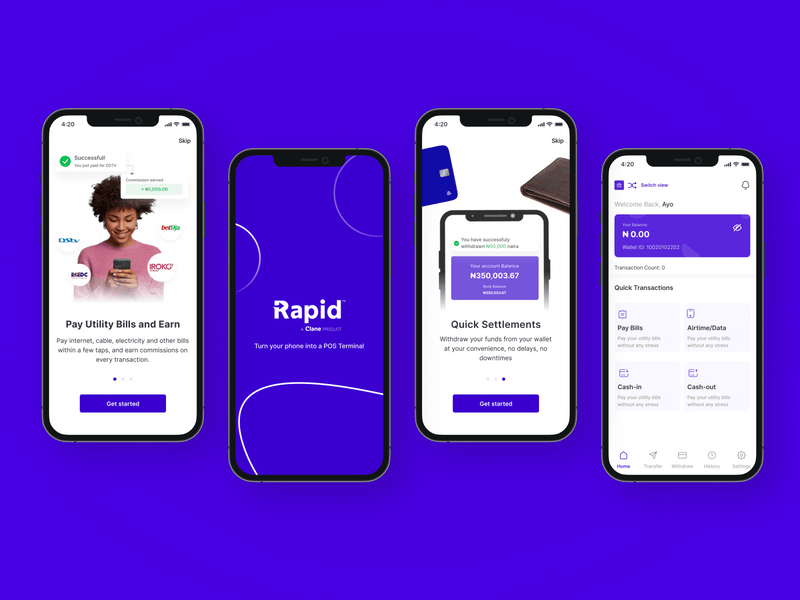 4:20
Skip
Successful!
You just paid for DSTV
Commission earned
+ ₦1,000.00
DStv
bet9ja
IKEDC
IROKO
Pay Utility Bills and Earn
Pay internet, cable, electricity and other bills
within a few taps, and earn commissions on
every transaction.
Get started
Rapid™
A Clane PRODUCT
Turn your phone into a POS Terminal
4:20
Skip
You have successfuly
withdrawn ₦50,000 naira
Your account Balance
₦350,003.67
Book Balance
₦350,003.67
Quick Settlements
Withdraw your funds from your wallet
at your convenience, no delays, no
downtimes
Get started
4:20
Switch view
Welcome Back, Ayo
Your Balance:
₦ 0.00
Wallet ID: 10020102202
Transaction Count: 0
Quick Transactions
Pay Bills
Pay your utility bills
without any stress
Airtime/Data
Pay your utility bills
without any stress
Cash-in
Pay your utility bills
without any stress
Cash-out
Pay your utility bills
without any stress
Home
Transfer
Withdraw
History
Settings